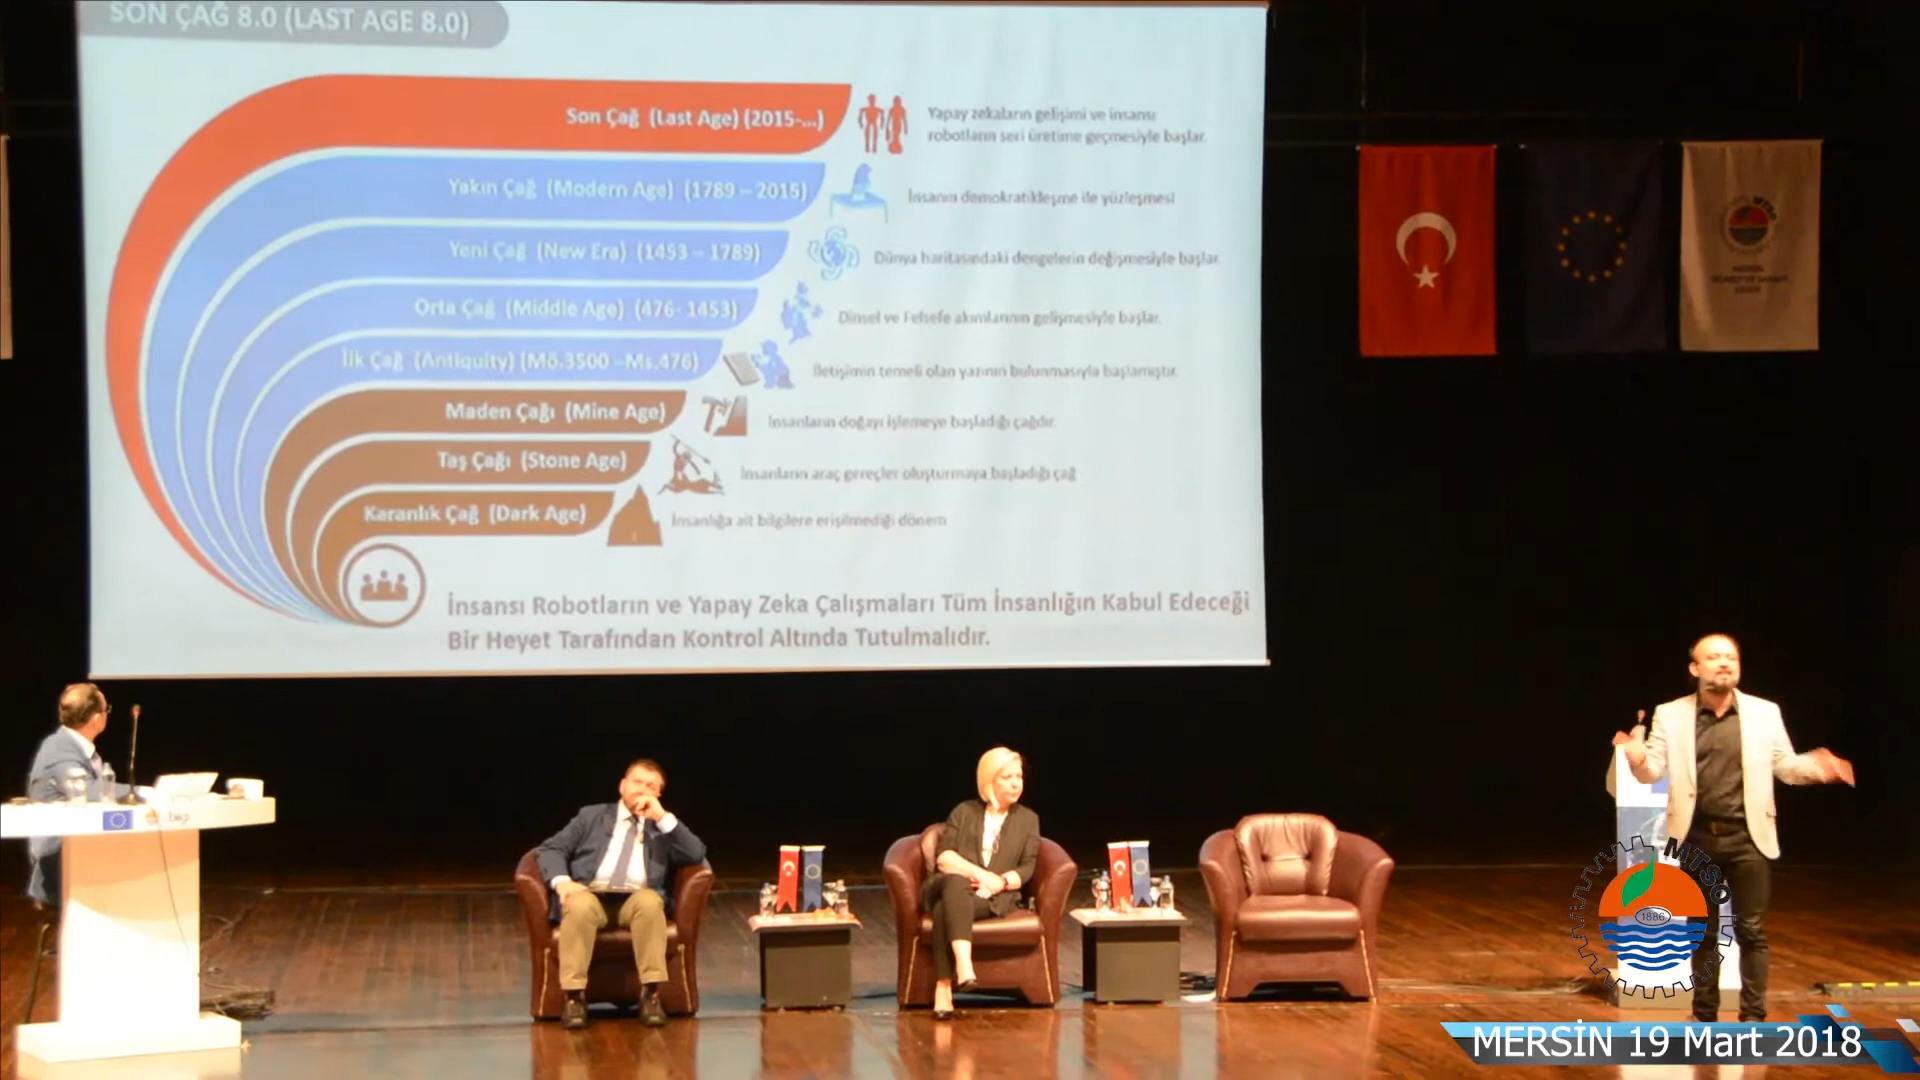 SON ÇAĞ 8.0 (LAST AGE 8.0)
Son Çağ (Last Age) (2015-...)
Yapay zekaların gelişimi ve insansı
robotların seri üretime geçmesiyle başlar.
Yakın Çağ (Modern Age) (1789 – 2015)
İnsanın demokratikleşme ile yüzleşmesi
Yeni Çağ (New Era) (1453 – 1789)
Dünya haritasındaki dengelerin değişmesiyle başlar.
Orta Çağ (Middle Age) (476- 1453)
Dinsel ve Felsefe akımlarının gelişmesiyle başlar.
İlk Çağ (Antiquity) (Mö.3500 –Ms.476)
İletişimin temeli olan yazının bulunmasıyla başlamıştır.
Maden Çağı (Mine Age)
İnsanların doğayı işlemeye başladığı çağdır.
Taş Çağı (Stone Age)
İnsanların araç gereçler oluşturmaya başladığı çağ
Karanlık Çağ (Dark Age)
İnsanlığa ait bilgilere erişilmediği dönem
İnsansı Robotların ve Yapay Zeka Çalışmaları Tüm İnsanlığın Kabul Edeceği
Bir Heyet Tarafından Kontrol Altında Tutulmalıdır.
MTSO
MERSİN
MTSO
1886
MERSİN 19 Mart 2018